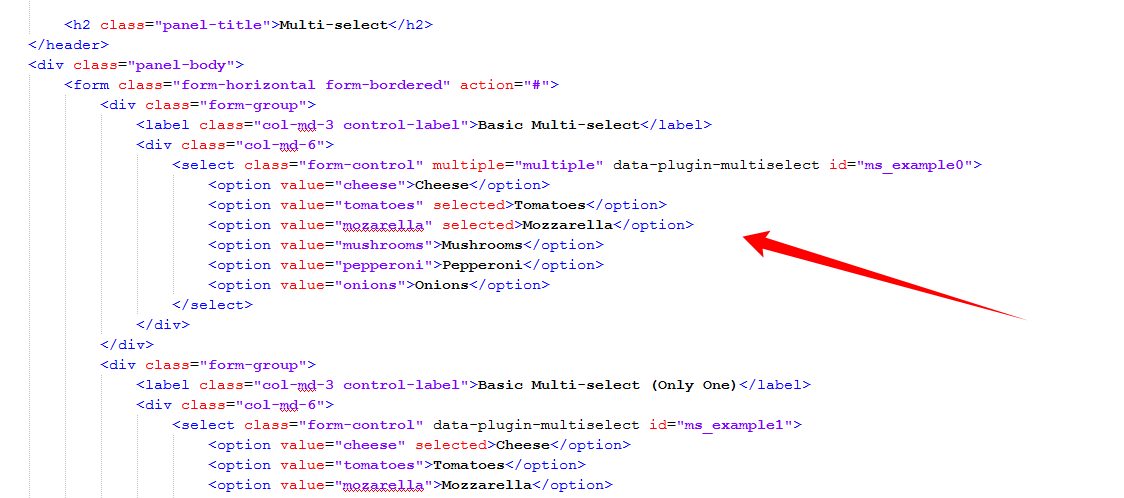 <h2 class="panel-title">Multi-select</h2>
</header>
<div class="panel-body">
<form class="form-horizontal form-bordered" action="#">
<div class="form-group">
<label class="col-md-3 control-label">Basic Multi-select</label>
<div class="col-md-6">
<select class="form-control" multiple="multiple" data-plugin-multiselect id="ms_example0">
<option value="cheese">Cheese</option>
<option value="tomatoes" selected>Tomatoes</option>
<option value="mozarella" selected>Mozzarella</option>
<option value="mushrooms">Mushrooms</option>
<option value="pepperoni">Pepperoni</option>
<option value="onions">Onions</option>
</select>
</div>
</div>
<div class="form-group">
<label class="col-md-3 control-label">Basic Multi-select (Only One)</label>
<div class="col-md-6">
<select class="form-control" data-plugin-multiselect id="ms_example1">
<option value="cheese" selected>Cheese</option>
<option value="tomatoes">Tomatoes</option>
<option value="mozarella">Mozzarella</option>